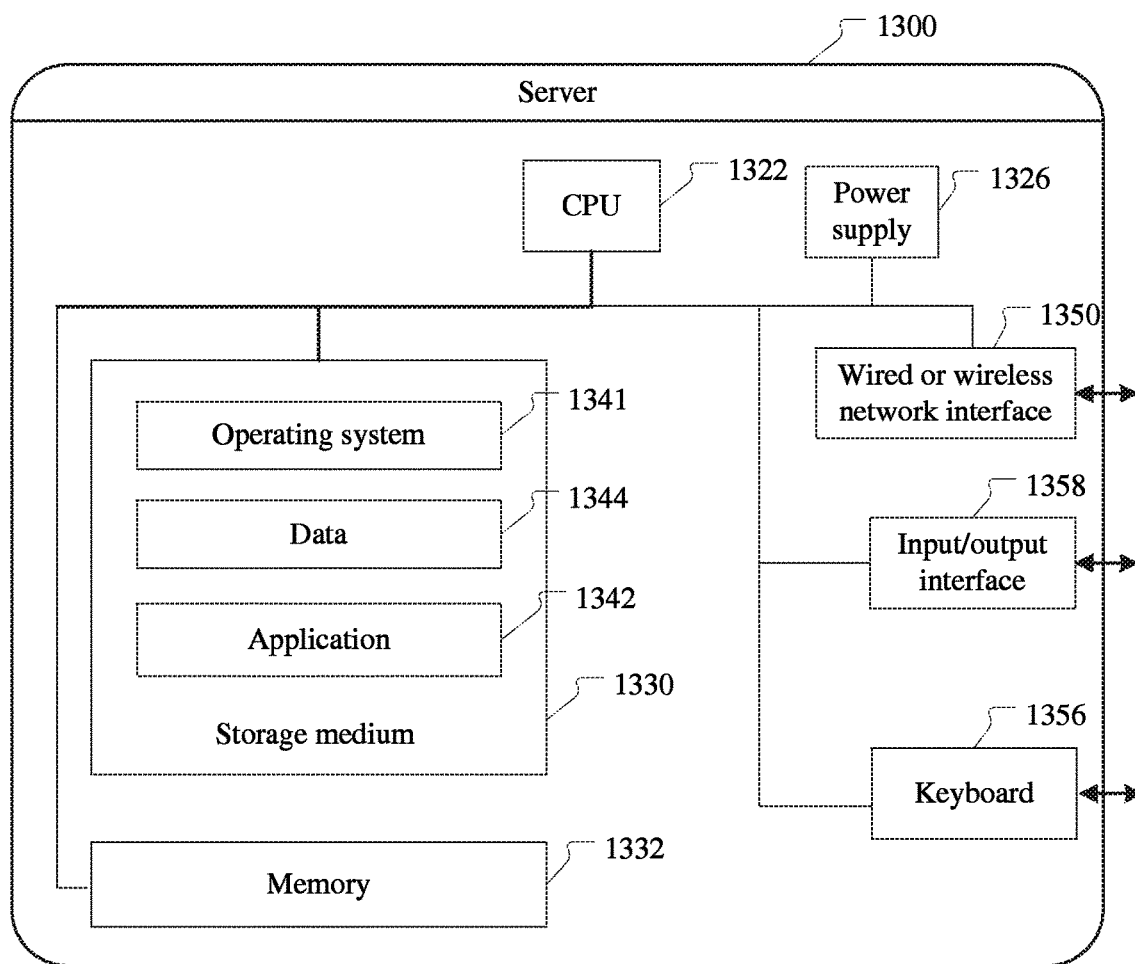 1300
Server
1322
CPU
1326
Power
supply
1350
Wired or wireless
network interface
1341
Operating system
1344
Data
1358
Input/output
interface
1342
Application
1330
Storage medium
1356
Keyboard
1332
Memory